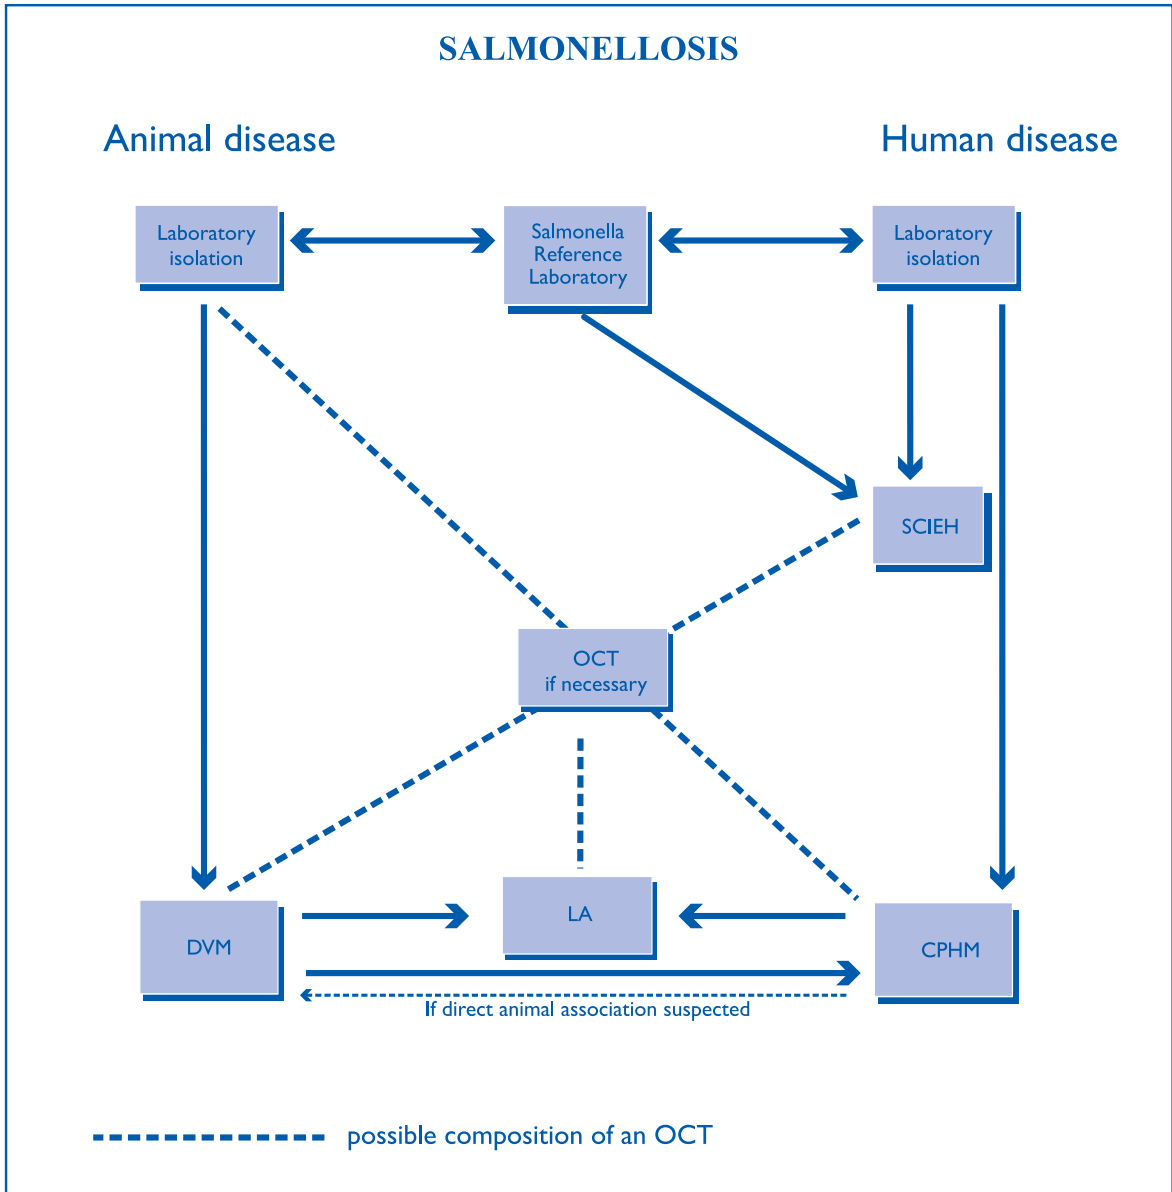 SALMONELLOSIS
Animal disease
Human disease
Laboratory
isolation
Salmonella
Reference
Laboratory
Laboratory
isolation
SCIEH
OCT
if necessary
DVM
LA
CPHM
If direct animal association suspected
possible composition of an OCT